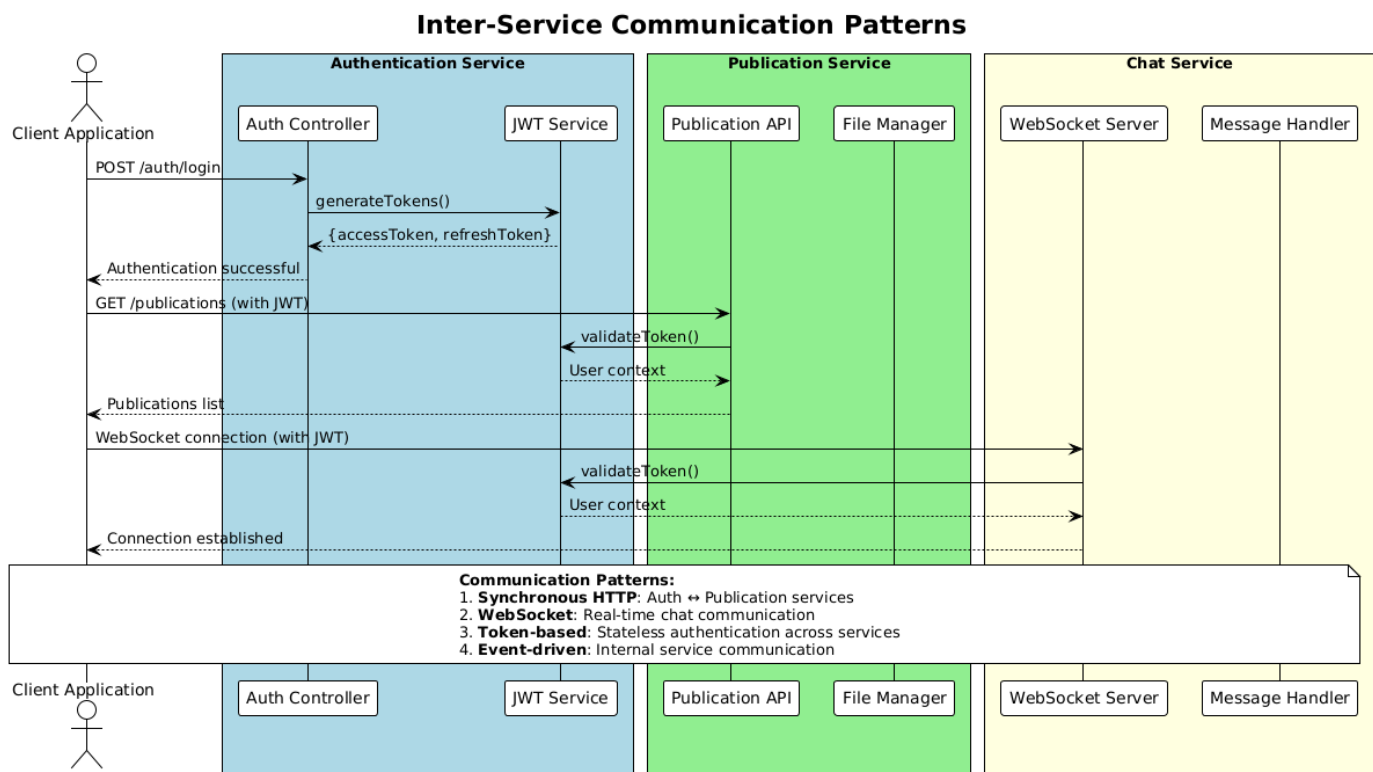 Inter-Service Communication Patterns
Authentication Service
Publication Service
Chat Service
Client Application
Auth Controller
JWT Service
Publication API
File Manager
WebSocket Server
Message Handler
POST /auth/login
generateTokens()
{accessToken, refreshToken}
Authentication successful
GET /publications (with JWT)
validateToken()
User context
Publications list
WebSocket connection (with JWT)
validateToken()
User context
Connection established
Communication Patterns:
1. Synchronous HTTP: Auth ↔ Publication services
2. WebSocket: Real-time chat communication
3. Token-based: Stateless authentication across services
4. Event-driven: Internal service communication
Client Application
Auth Controller
JWT Service
Publication API
File Manager
WebSocket Server
Message Handler